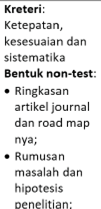 Kreteri:
Ketepatan,
kesesuaian dan
sistematika
Bentuk non-test:
• Ringkasan
artikel journal
dan road map
nya;
• Rumusan
masalah dan
hipotesis
penelitian;